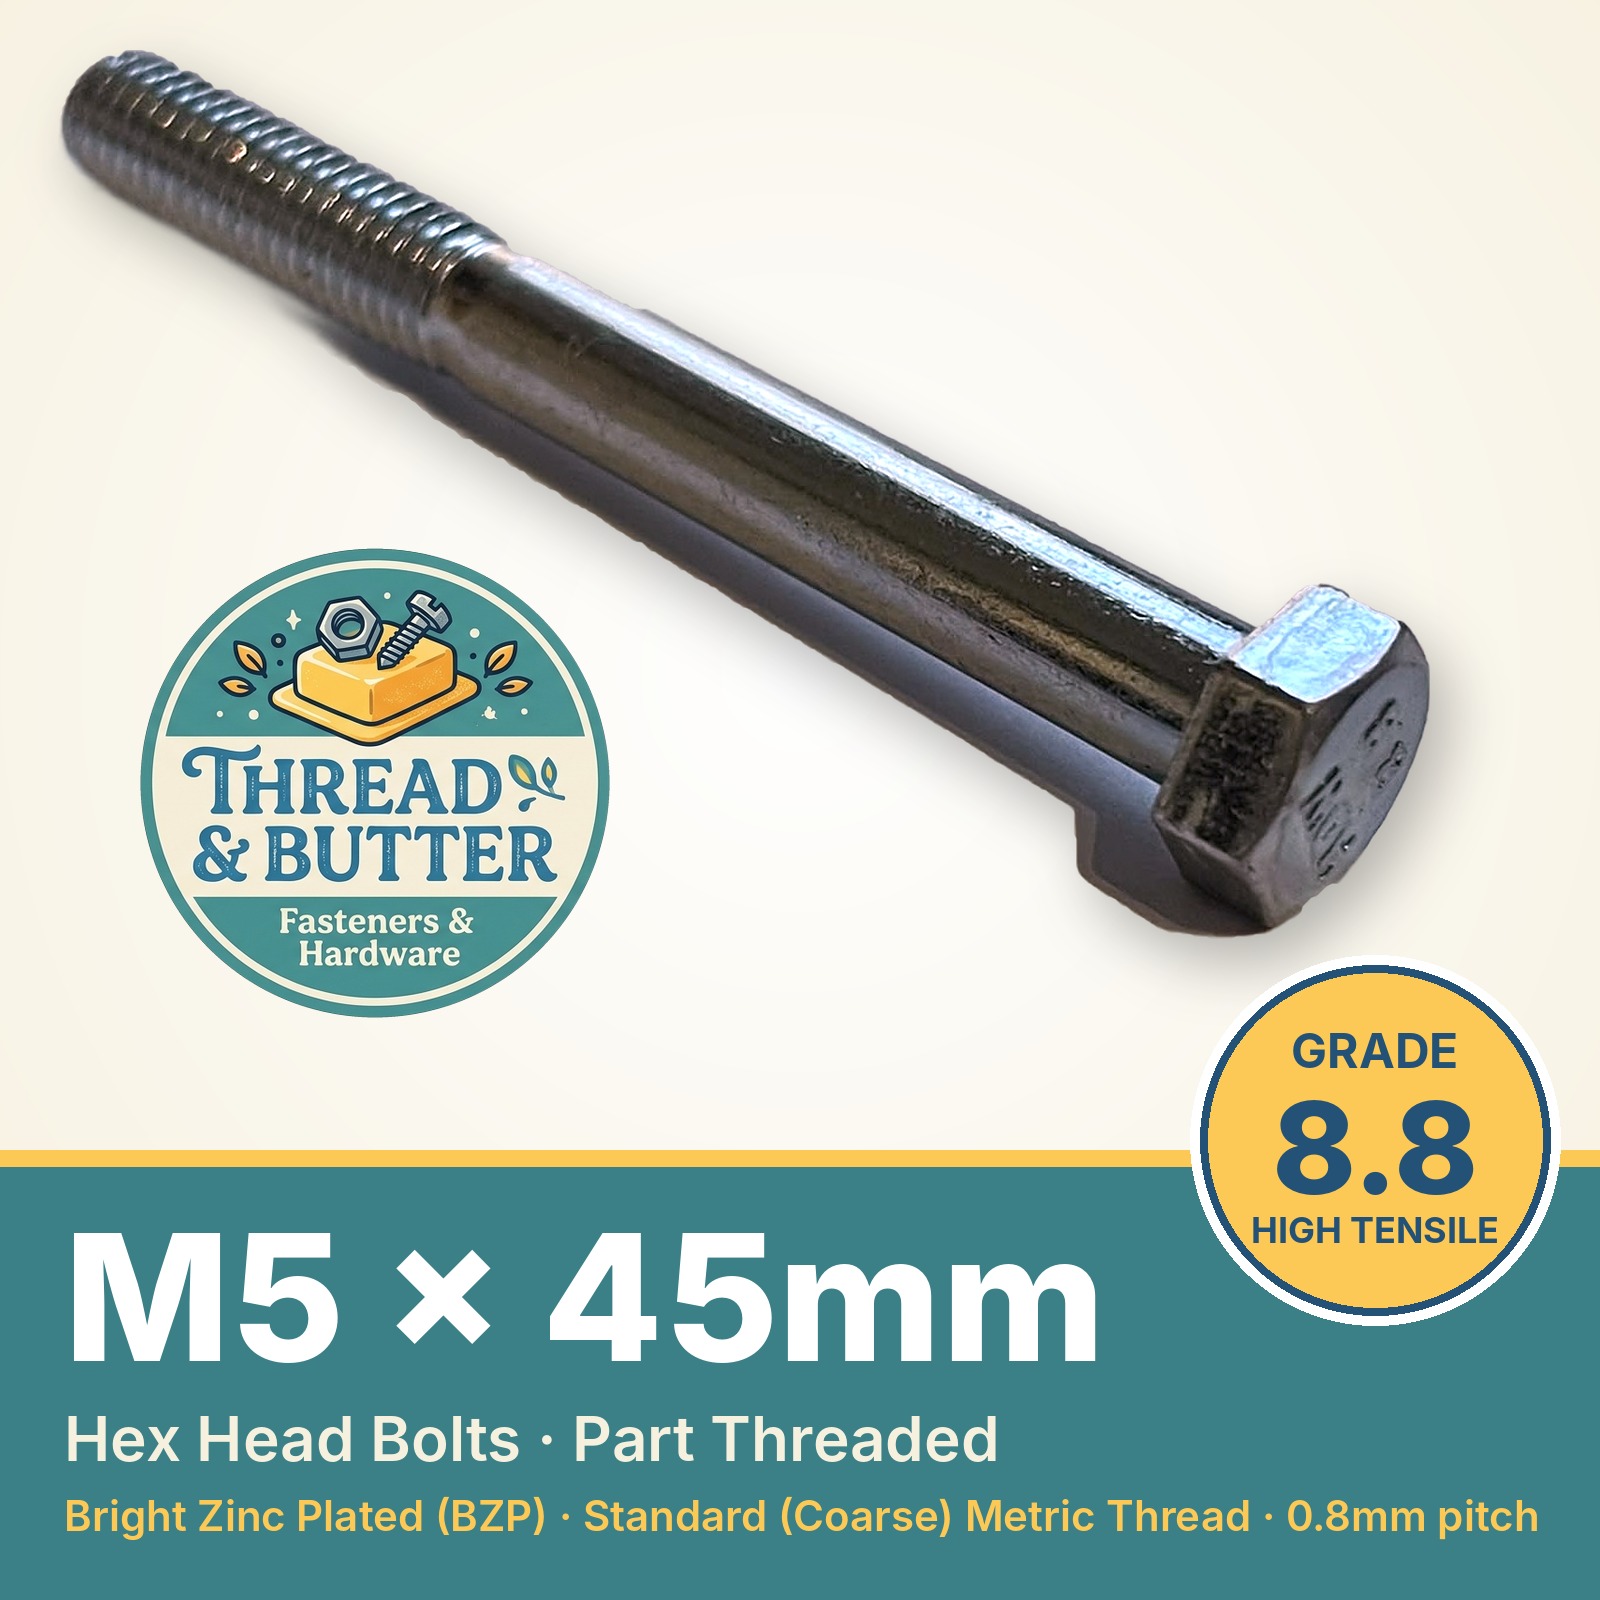 THREAD
& BUTTER
Fasteners &
Hardware
GRADE
8.8
HIGH TENSILE
M5 × 45mm
Hex Head Bolts · Part Threaded
Bright Zinc Plated (BZP) · Standard (Coarse) Metric Thread · 0.8mm pitch